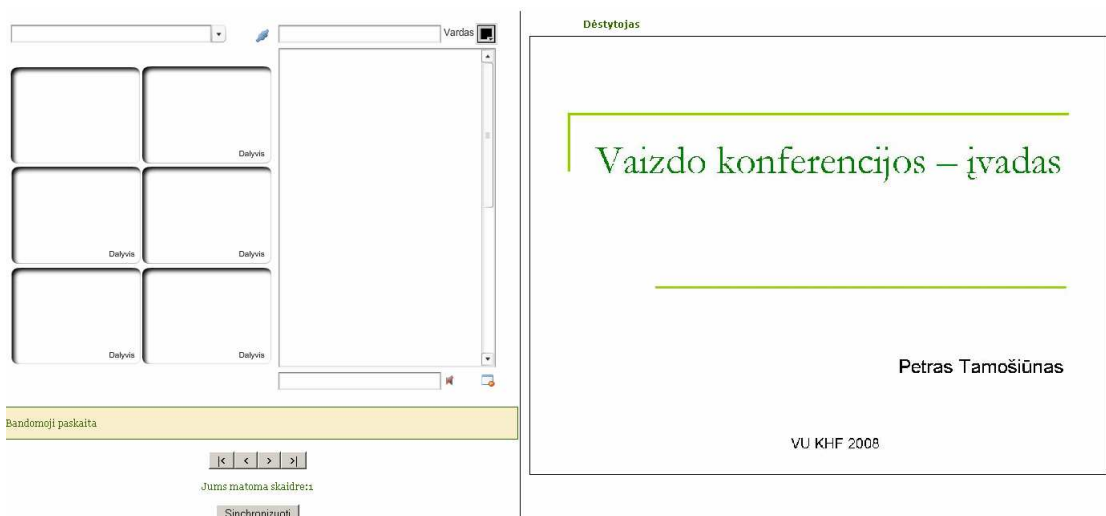 Vardas
Dalyvis
Dalyvis
Dalyvis
Dalyvis
Dalyvis
Bandomoji paskaita
|< < > >|
Jums matoma skaidre:1
Sinchronizuoti
Dėstytojas
Vaizdo konferencijos – įvadas
Petras Tamošiūnas
VU KHF 2008